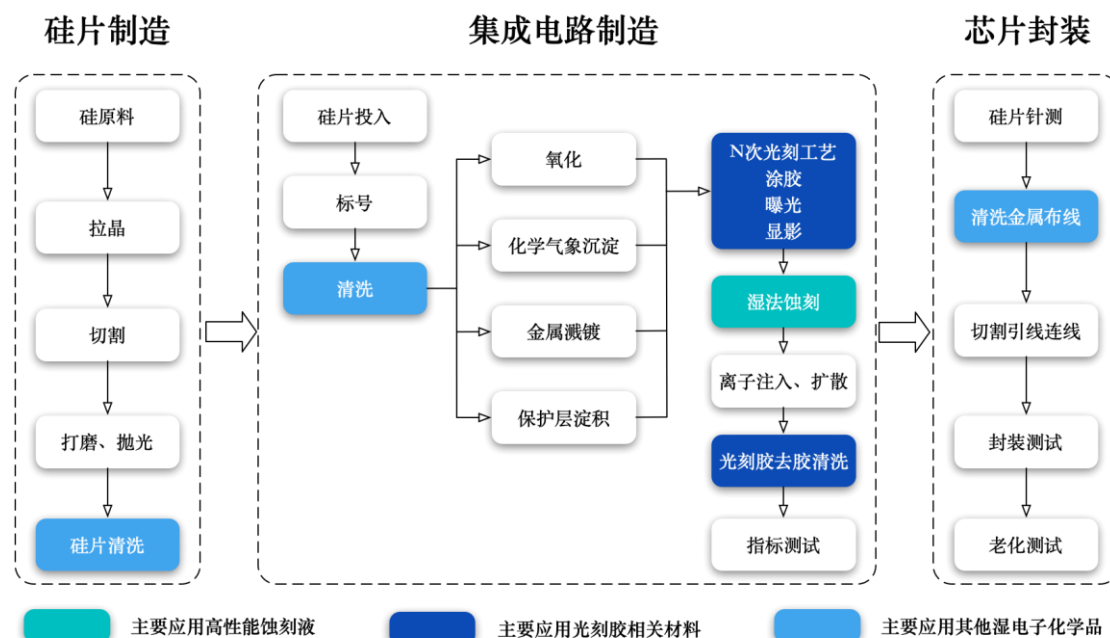 硅片制造
硅原料
拉晶
切割
打磨、抛光
硅片清洗
集成电路制造
硅片投入
标号
清洗
氧化
化学气象沉淀
金属溅镀
保护层淀积
N次光刻工艺
涂胶
曝光
显影
湿法蚀刻
离子注入、扩散
光刻胶去胶清洗
指标测试
芯片封装
硅片针测
清洗金属布线
切割引线连线
封装测试
老化测试
主要应用高性能蚀刻液
主要应用光刻胶相关材料
主要应用其他湿电子化学品